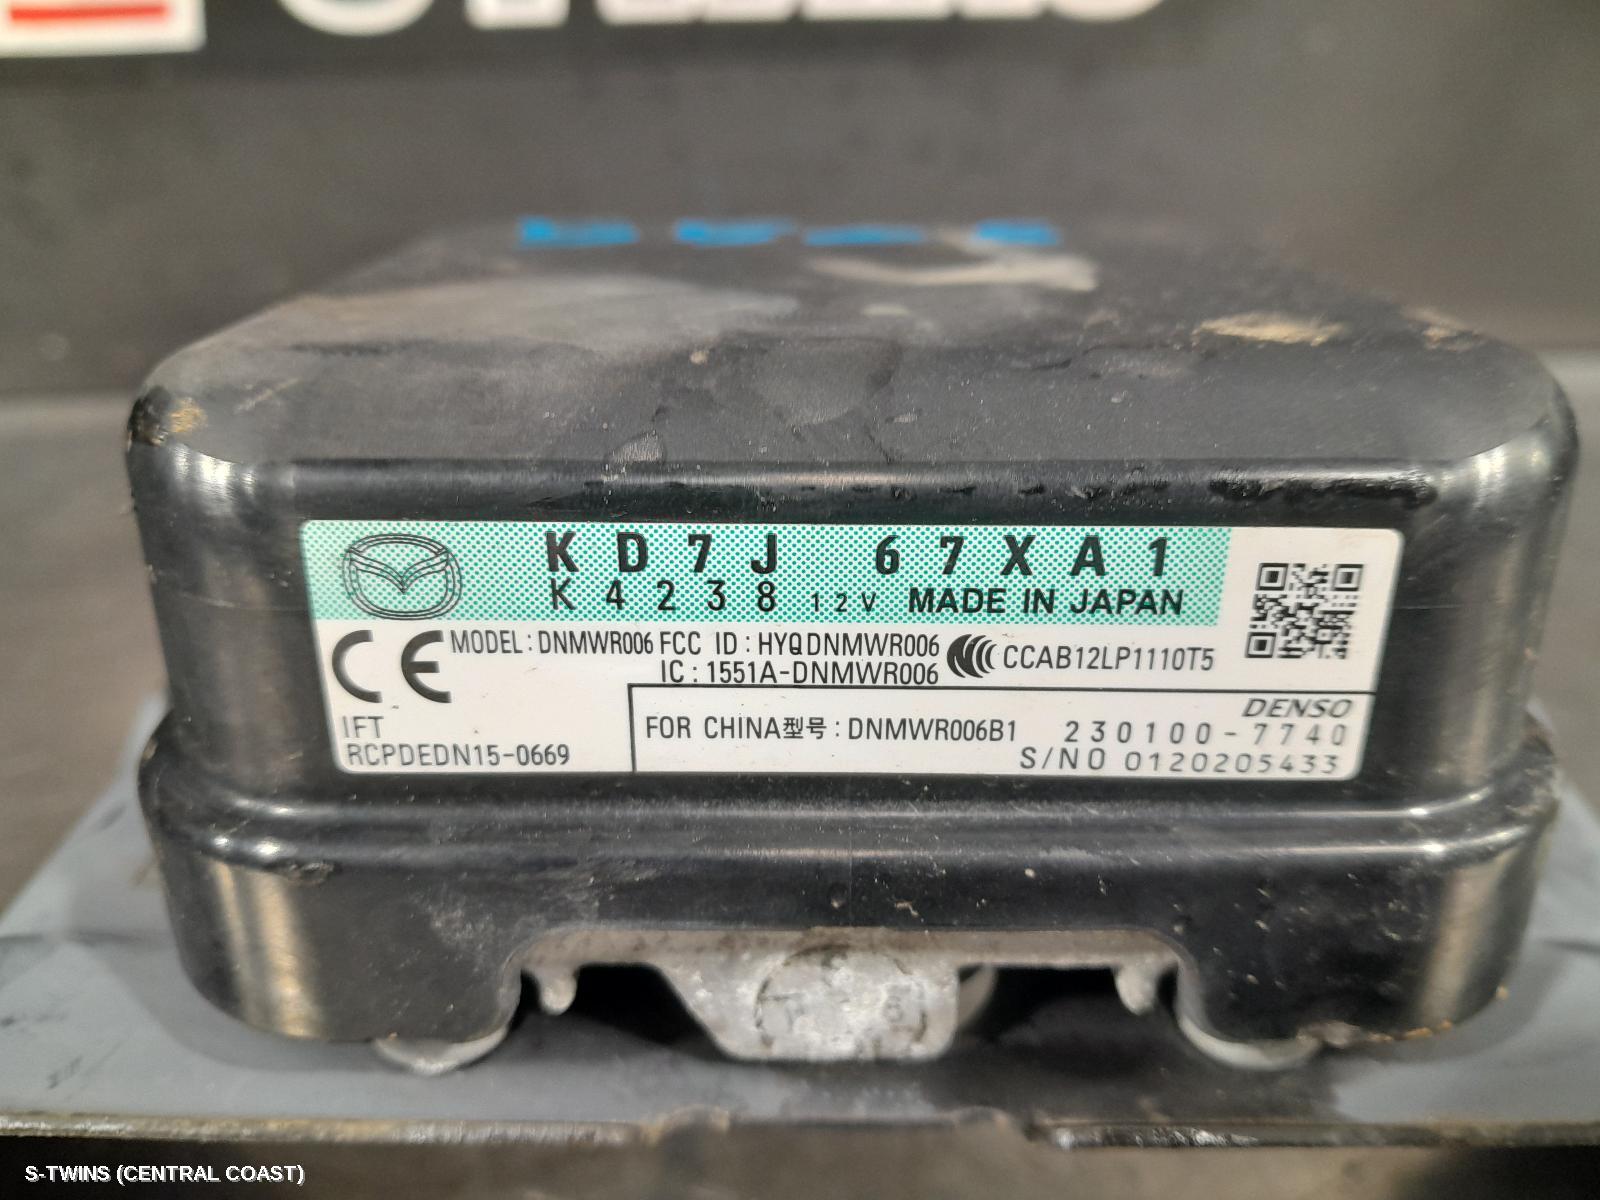 KD7J 67XA1
K4238 12V MADE IN JAPAN
MODEL : DNMWR006 FCC ID : HYQDNMWR006
IC : 1551A-DNMWR006
CCAB12LP1110T5
CE
IFT
RCPDEDN15-0669
DENSO
FOR CHINA型号 : DNMWR006B1 230100-7740
S/NO 0120205433
S-TWINS (CENTRAL COAST)